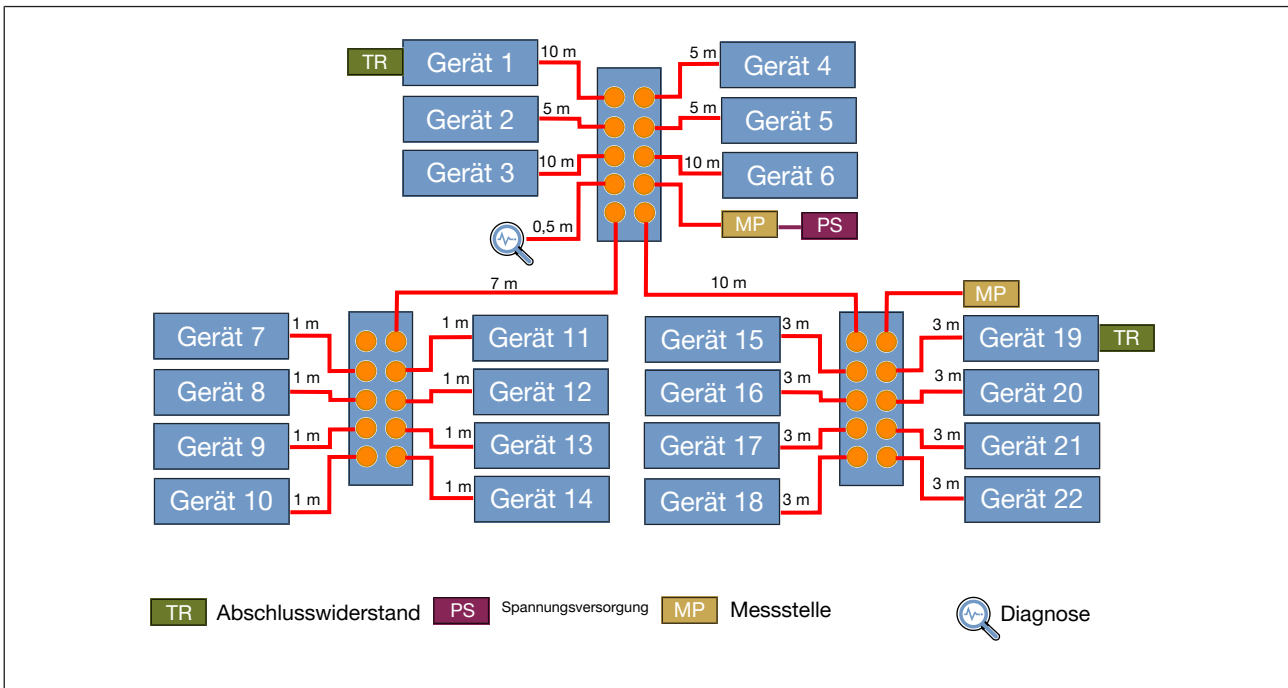 TR
Gerät 1
10 m
5 m
Gerät 4
Gerät 2
5 m
5 m
Gerät 5
Gerät 3
10 m
10 m
Gerät 6
0,5 m
MP
PS
7 m
10 m
MP
Gerät 7
1 m
1 m
Gerät 11
Gerät 8
1 m
1 m
Gerät 12
Gerät 9
1 m
1 m
Gerät 13
Gerät 10
1 m
1 m
Gerät 14
Gerät 15
3 m
3 m
Gerät 19
TR
Gerät 16
3 m
3 m
Gerät 20
Gerät 17
3 m
3 m
Gerät 21
Gerät 18
3 m
3 m
Gerät 22
TR
Abschlusswiderstand
PS
Spannungsversorgung
MP
Messstelle
Diagnose